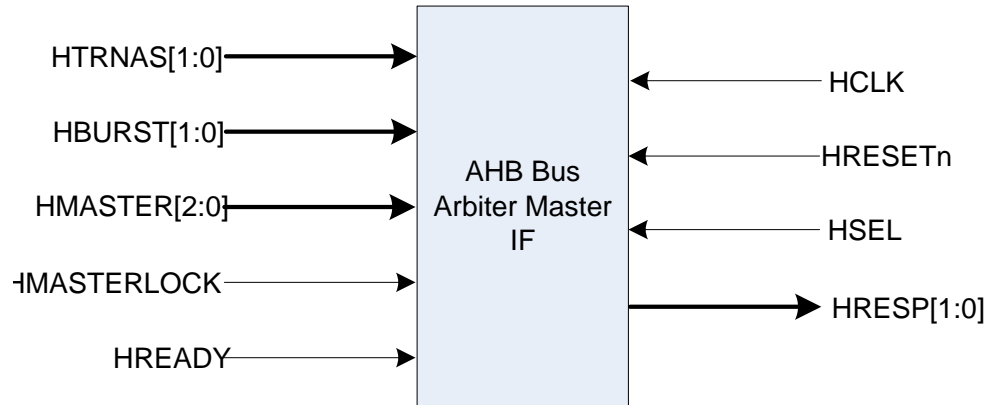 HTRNAS[1:0]
HBURST[1:0]
HMASTER[2:0]
HMASTERLOCK
HREADY
AHB Bus
Arbiter Master
IF
HCLK
HRESETn
HSEL
HRESP[1:0]